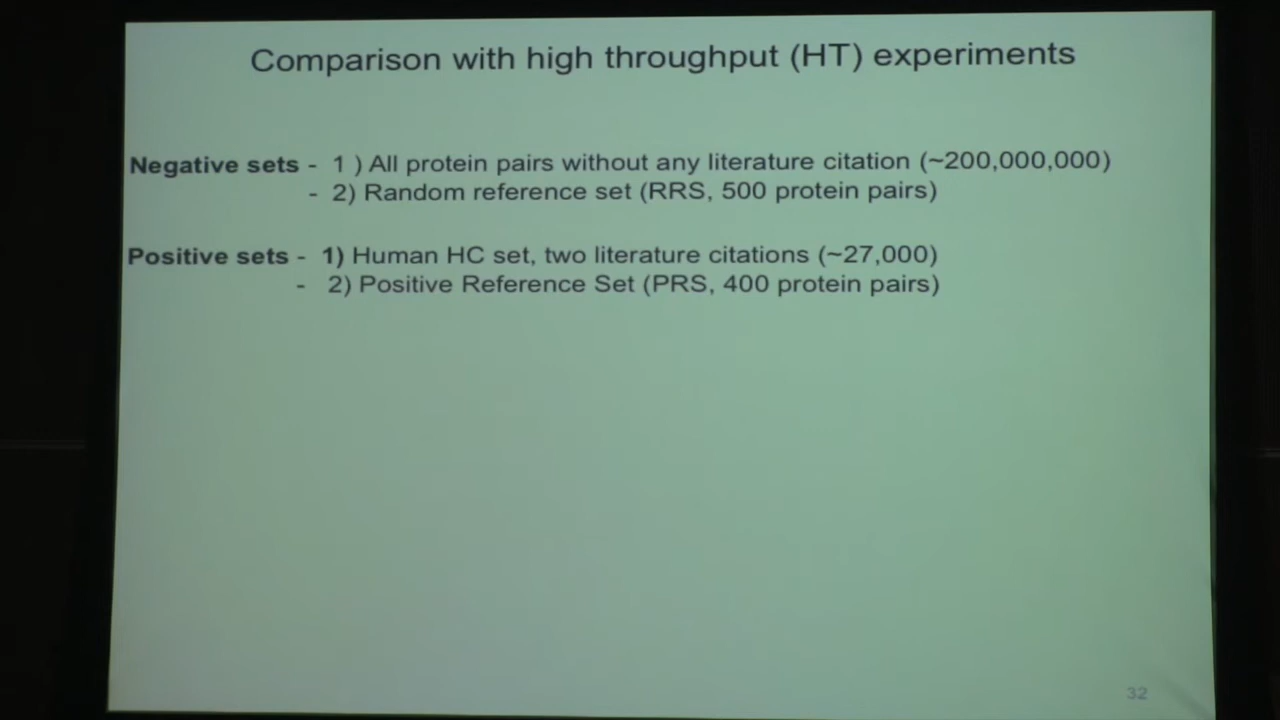 Comparison with high throughput (HT) experiments
Negative sets - 1 ) All protein pairs without any literature citation (~200,000,000)
- 2) Random reference set (RRS, 500 protein pairs)
Positive sets - 1) Human HC set, two literature citations (~27,000)
- 2) Positive Reference Set (PRS, 400 protein pairs)
32